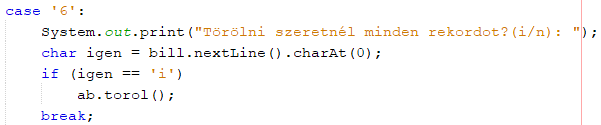 case '6':
System.out.print("Törölni szeretnél minden rekordot?(i/n): ");
char igen = bill.nextLine().charAt(0);
if (igen == 'i')
ab.torol();
break;